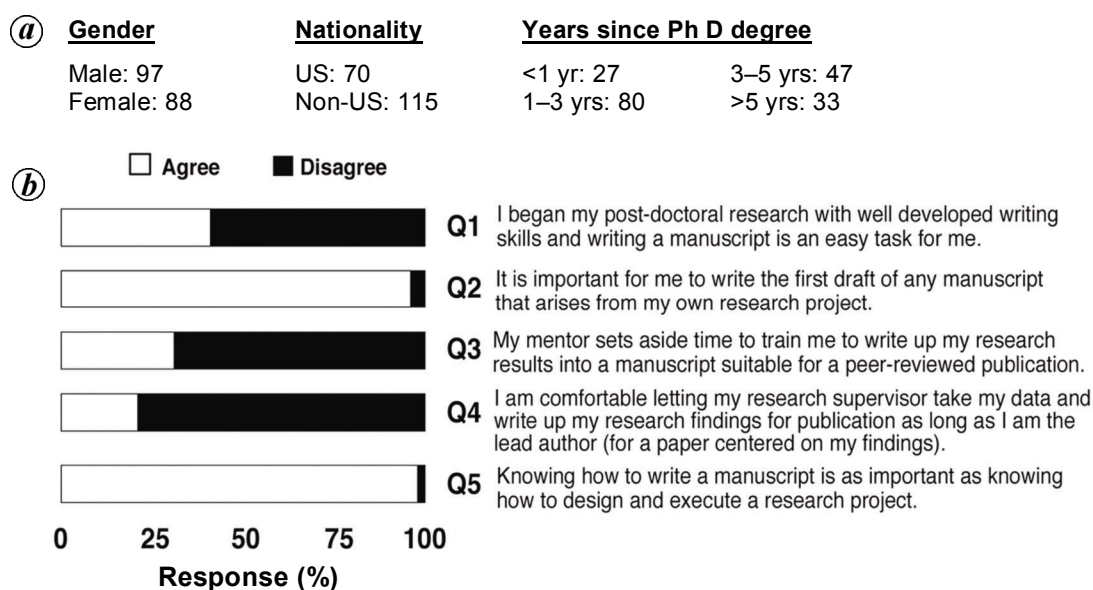 a
Gender Nationality Years since Ph D degree
Male: 97 US: 70 <1 yr: 27 3–5 yrs: 47
Female: 88 Non-US: 115 1–3 yrs: 80 >5 yrs: 33
b
Agree Disagree
Q1 I began my post-doctoral research with well developed writing
skills and writing a manuscript is an easy task for me.
Q2 It is important for me to write the first draft of any manuscript
that arises from my own research project.
Q3 My mentor sets aside time to train me to write up my research
results into a manuscript suitable for a peer-reviewed publication.
Q4 I am comfortable letting my research supervisor take my data and
write up my research findings for publication as long as I am the
lead author (for a paper centered on my findings).
Q5 Knowing how to write a manuscript is as important as knowing
how to design and execute a research project.
0 25 50 75 100
Response (%)